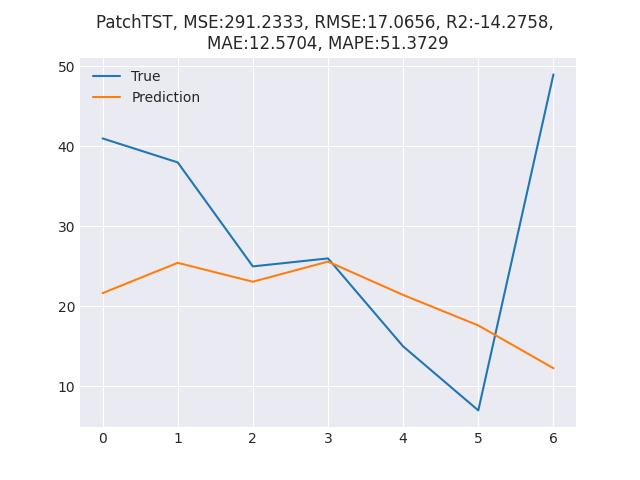 PatchTST, MSE:291.2333, RMSE:17.0656, R2:-14.2758,
MAE:12.5704, MAPE:51.3729
True
Prediction
50
40
30
20
10
0 1 2 3 4 5 6